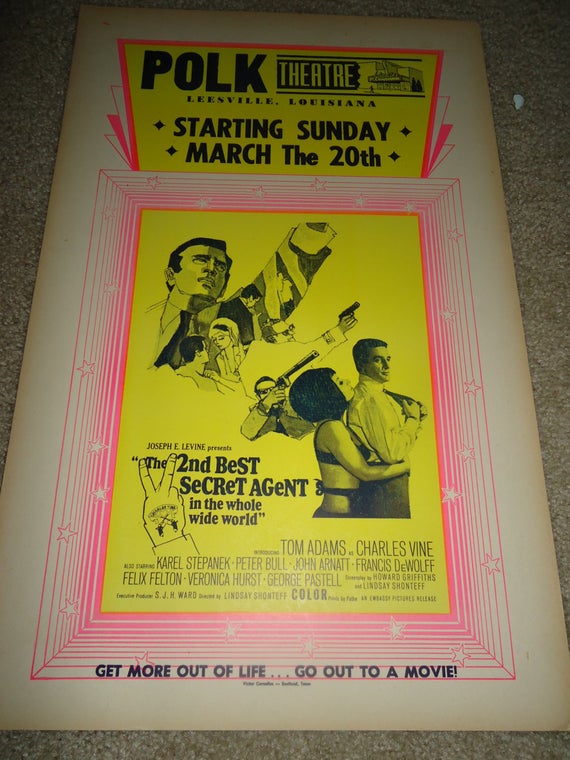 POLK THEATRE
LEESVILLE, LOUISIANA
STARTING SUNDAY
MARCH The 20th
JOSEPH E. LEVINE presents
"The 2nd BeST
SeCReT AGeNT
in the whole
wide world"
INTRODUCING TOM ADAMS as CHARLES VINE
ALSO STARRING KAREL STEPANEK · PETER BULL · JOHN ARNATT · FRANCIS DeWOLFF
FELIX FELTON · VERONICA HURST · GEORGE PASTELL · Screenplay by HOWARD GRIFFITHS
and LINDSAY SHONTEFF
Executive Producer S. J. H. WARD Directed by LINDSAY SHONTEFF COLOR Prints by Pathe AN EMBASSY PICTURES RELEASE
GET MORE OUT OF LIFE . . . GO OUT TO A MOVIE!